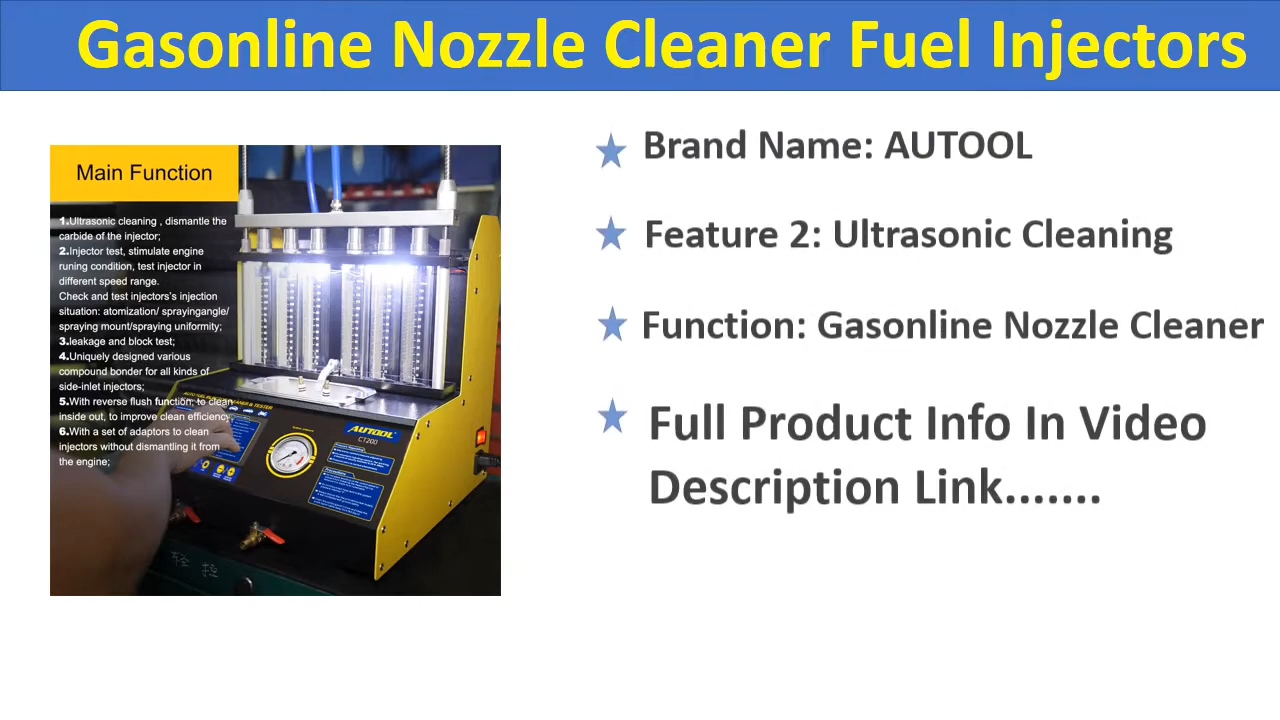 Gasonline Nozzle Cleaner Fuel Injectors
Main Function
1.Ultrasonic cleaning , dismantle the
carbide of the injector;
2.Injector test, stimulate engine
runing condition, test injector in
different speed range.
Check and test injectors's injection
situation: atomization/ sprayingangle/
spraying mount/spraying uniformity;
3.leakage and block test;
4.Uniquely designed various
compound bonder for all kinds of
side-inlet injectors;
5.With reverse flush function, to clean
inside out, to improve clean efficiency
6.With a set of adaptors to clean
injectors without dismantling it from
the engine;
AUTOOL
CT200
轻 控
Brand Name: AUTOOL
Feature 2: Ultrasonic Cleaning
Function: Gasonline Nozzle Cleaner
Full Product Info In Video
Description Link.......